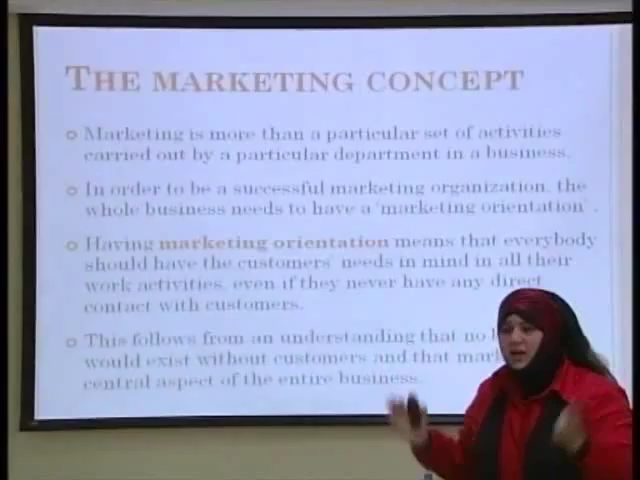 THE MARKETING CONCEPT
Marketing is more than a particular set of activities
carried out by a particular department in a business.
In order to be a successful marketing organization, the
whole business needs to have a 'marketing orientation' .
Having marketing orientation means that everybody
should have the customers' needs in mind in all their
work activities, even if they never have any direct
contact with customers.
This follows from an understanding that no
would exist without customers and that
central aspect of the entire business.